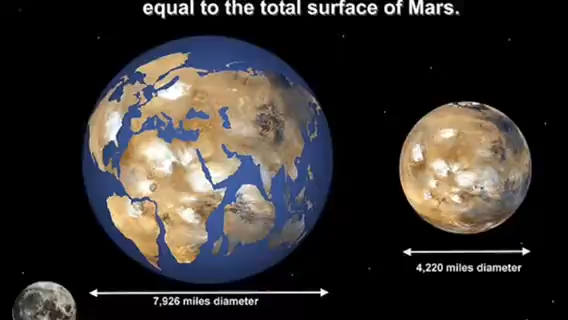 equal to the total surface of Mars.
4,220 miles diameter
7,926 miles diameter